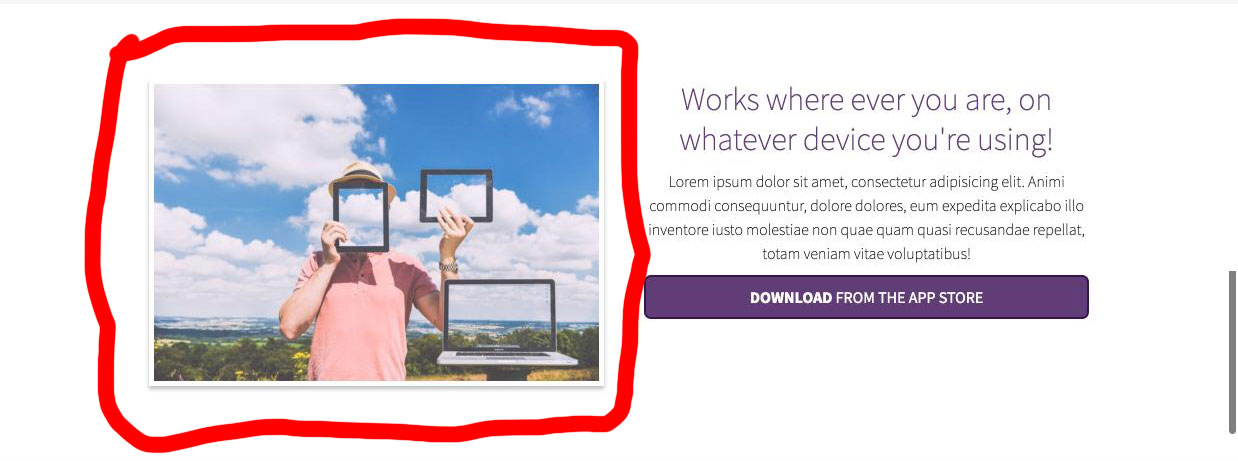 Works where ever you are, on
whatever device you're using!
Lorem ipsum dolor sit amet, consectetur adipisicing elit. Animi
commodi consequuntur, dolore dolores, eum expedita explicabo illo
inventore iusto molestiae non quae quam quasi recusandae repellat,
totam veniam vitae voluptatibus!
DOWNLOAD FROM THE APP STORE